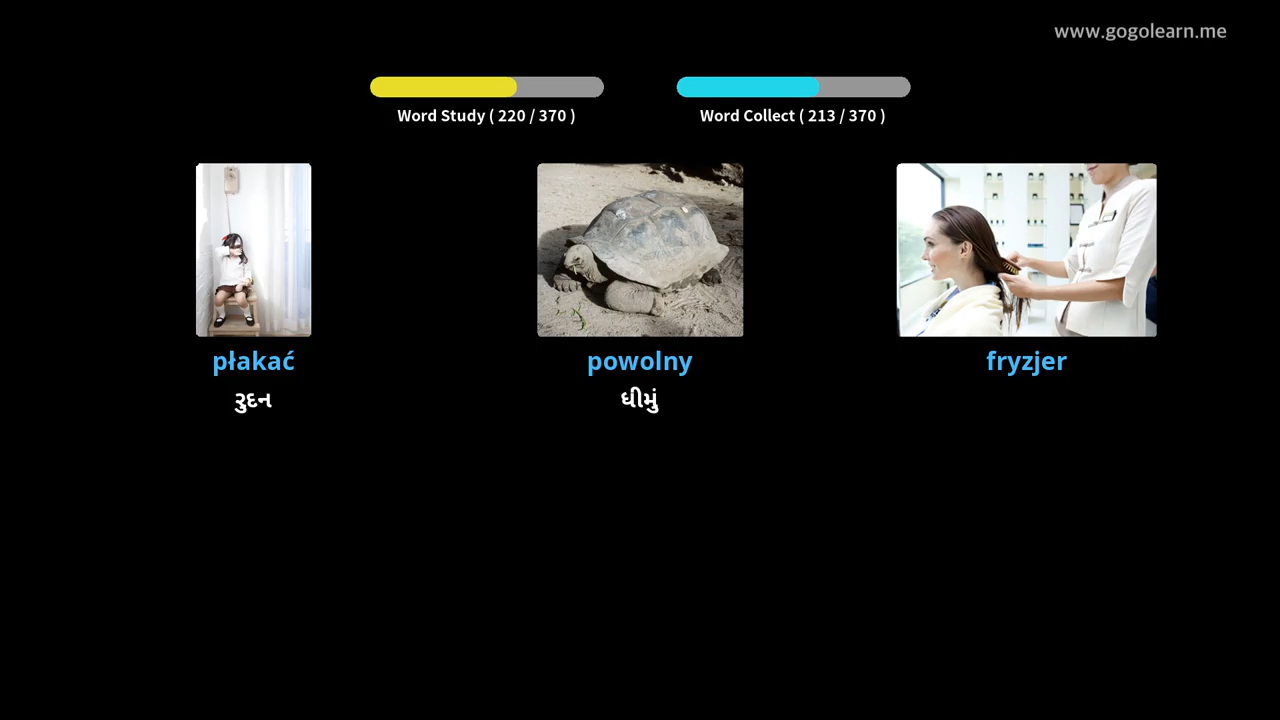 www.gogolearn.me
Word Study ( 220 / 370 )
Word Collect ( 213 / 370 )
płakać
powolny
fryzjer
રુદન
ધીમું